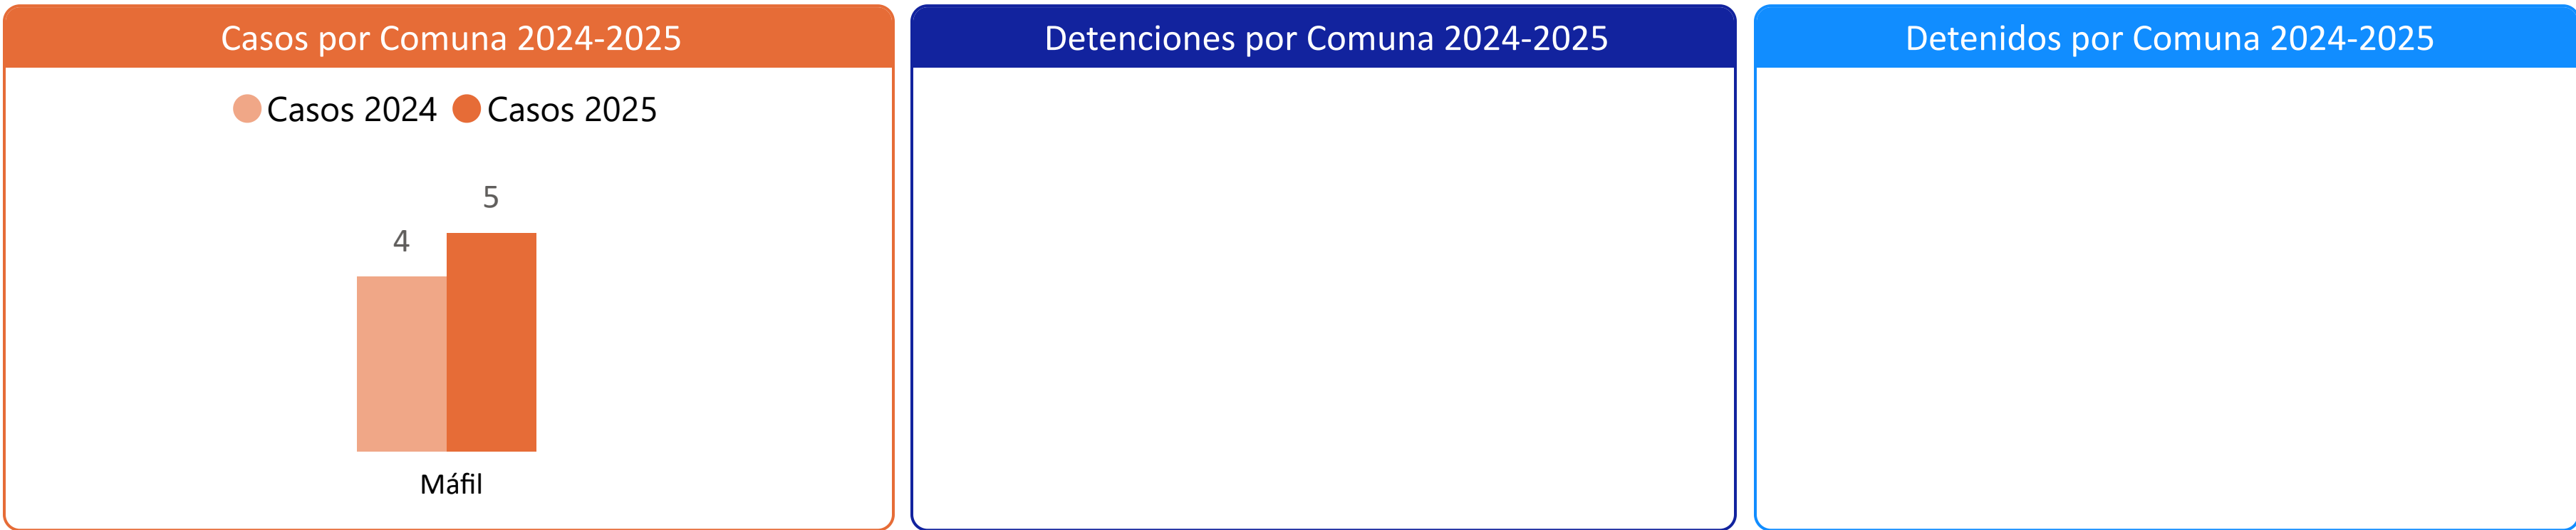 Casos por Comuna 2024-2025
Casos 2024 Casos 2025
5
4
Máfil
Detenciones por Comuna 2024-2025
Detenidos por Comuna 2024-2025